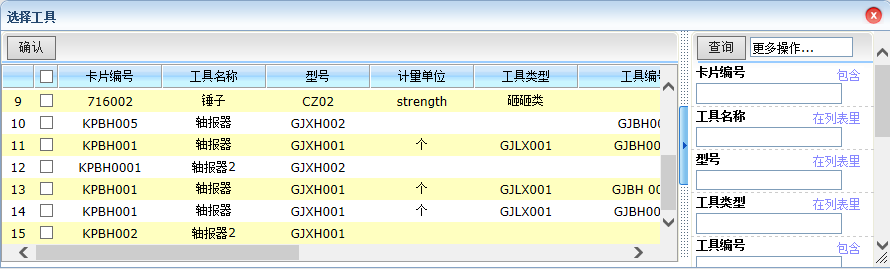 选择工具
确认
卡片编号 工具名称 型号 计量单位 工具类型 工具编
9 716002 锤子 CZ02 strength 砸砸类
10 KPBH005 轴报器 GJXH002 GJBH00
11 KPBH001 轴报器 GJXH001 个 GJLX001 GJBH00
12 KPBH0001 轴报器2 GJXH002
13 KPBH001 轴报器 GJXH001 个 GJLX001 GJBH 00
14 KPBH001 轴报器 GJXH001 个 GJLX001 GJBH00
15 KPBH002 轴报器2 GJXH001
查询 更多操作...
卡片编号 包含
工具名称 在列表里
型号 在列表里
工具类型 在列表里
工具编号 包含